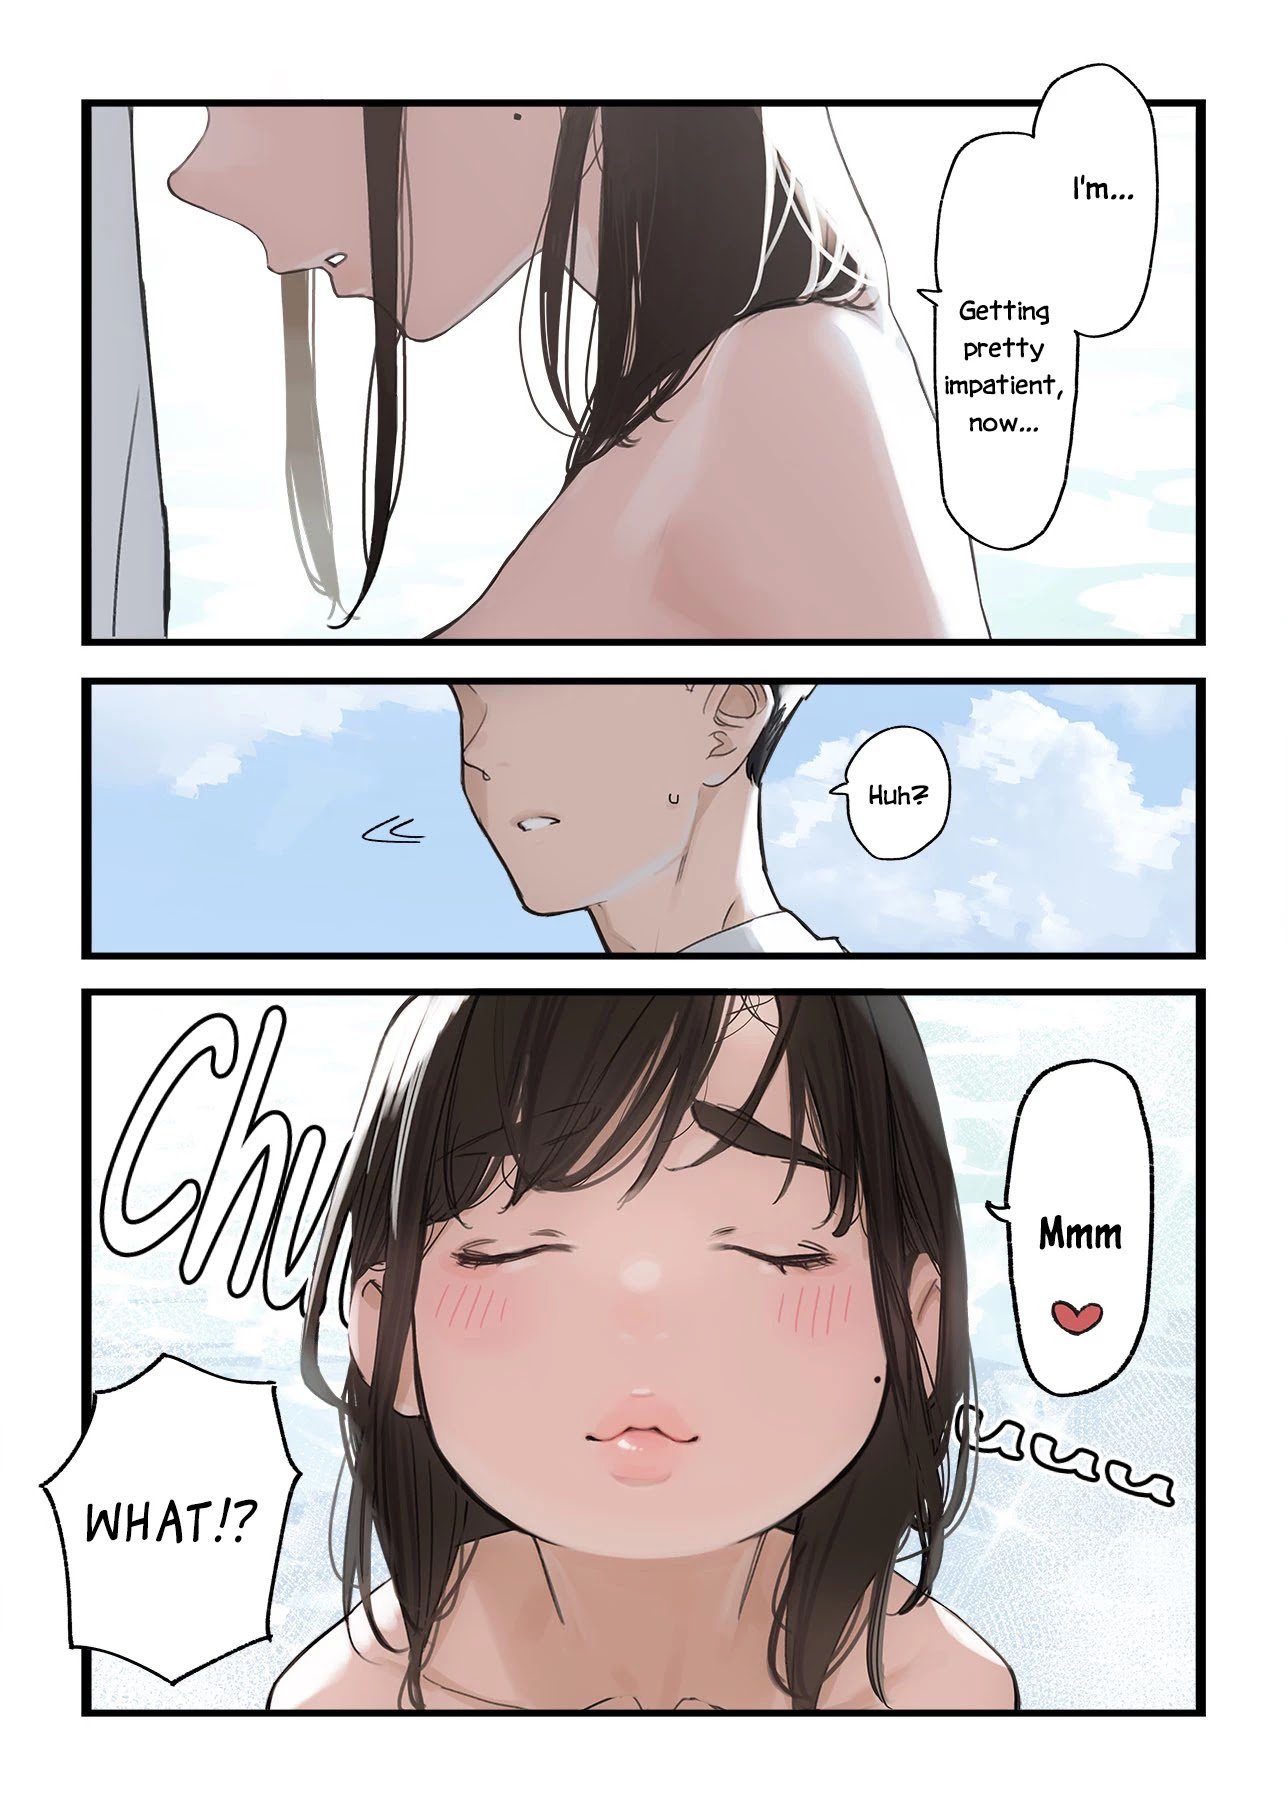 I'm...
Getting
pretty
impatient,
now...
Huh?
Chu
Mmm
uuu
WHAT!?